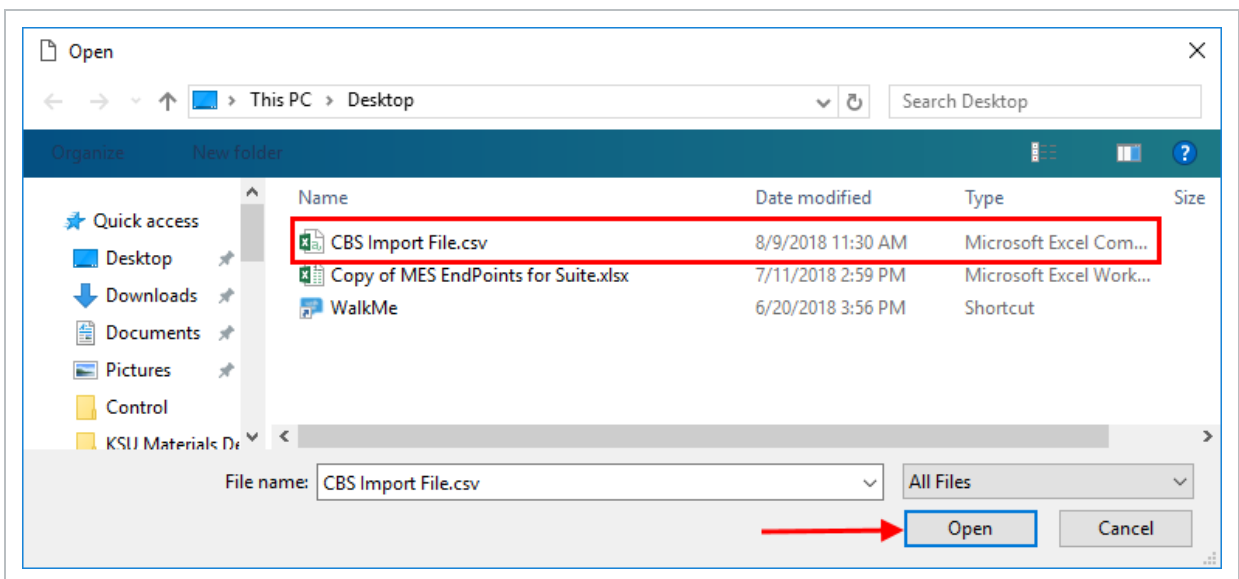 Open
This PC > Desktop
Search Desktop
Organize New folder
Name Date modified Type Size
Quick access
CBS Import File.csv 8/9/2018 11:30 AM Microsoft Excel Com...
Desktop
Copy of MES EndPoints for Suite.xlsx 7/11/2018 2:59 PM Microsoft Excel Work...
Downloads
WalkMe 6/20/2018 3:56 PM Shortcut
Documents
Pictures
Control
KSU Materials De
File name: CBS Import File.csv All Files
Open Cancel